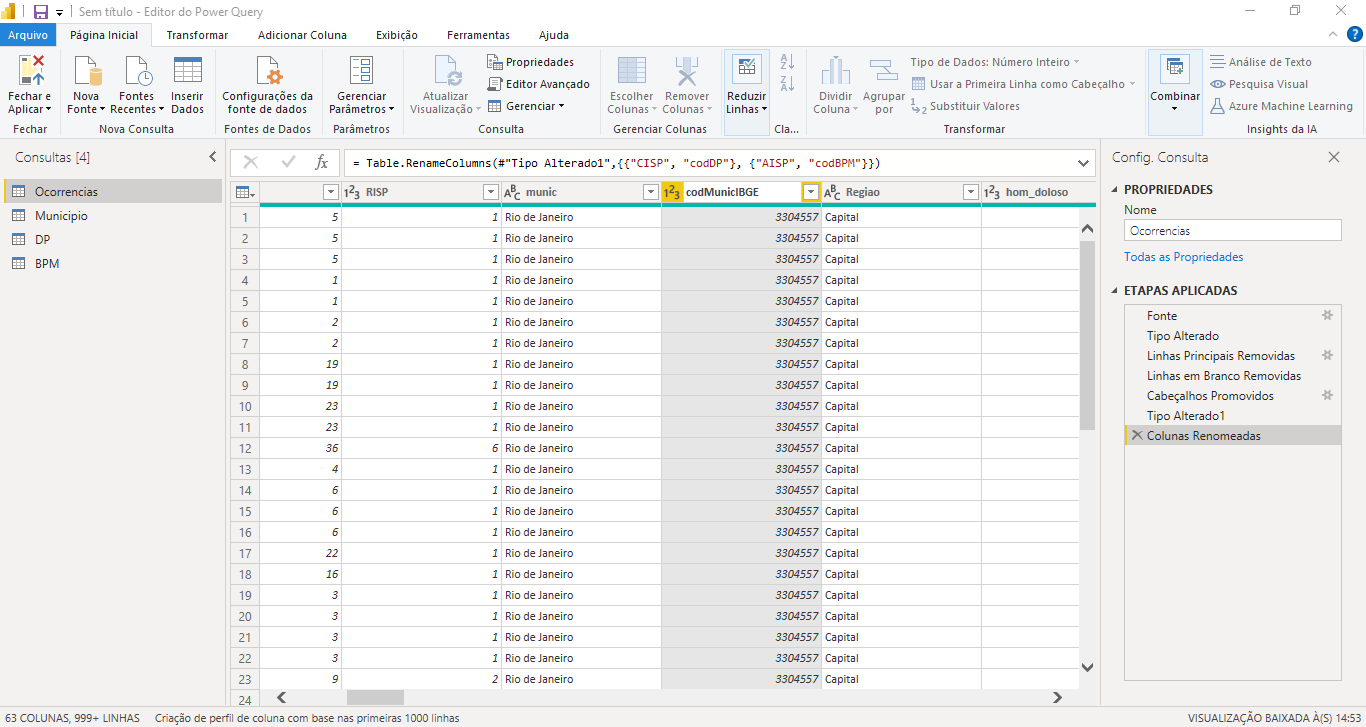 Sem título - Editor do Power Query
Arquivo Página Inicial Transformar Adicionar Coluna Exibição Ferramentas Ajuda
Fechar e Aplicar
Fechar
Nova Fonte
Fontes Recentes
Inserir Dados
Nova Consulta
Configurações da fonte de dados
Fontes de Dados
Gerenciar Parâmetros
Parâmetros
Atualizar Visualização
Propriedades
Editor Avançado
Gerenciar
Consulta
Escolher Colunas
Remover Colunas
Gerenciar Colunas
Reduzir Linhas
Cla...
Dividir Coluna
Agrupar por
Tipo de Dados: Número Inteiro
Usar a Primeira Linha como Cabeçalho
Substituir Valores
Transformar
Combinar
Análise de Texto
Pesquisa Visual
Azure Machine Learning
Insights da IA
Consultas [4]
Ocorrencias
Municipio
DP
BPM
fx
= Table.RenameColumns(#"Tipo Alterado1",{{"CISP", "codDP"}, {"AISP", "codBPM"}})
RISP munic codMunicIBGE Regiao hom_doloso
1 5 1 Rio de Janeiro 3304557 Capital
2 5 1 Rio de Janeiro 3304557 Capital
3 5 1 Rio de Janeiro 3304557 Capital
4 1 1 Rio de Janeiro 3304557 Capital
5 1 1 Rio de Janeiro 3304557 Capital
6 2 1 Rio de Janeiro 3304557 Capital
7 2 1 Rio de Janeiro 3304557 Capital
8 19 1 Rio de Janeiro 3304557 Capital
9 19 1 Rio de Janeiro 3304557 Capital
10 23 1 Rio de Janeiro 3304557 Capital
11 23 1 Rio de Janeiro 3304557 Capital
12 36 6 Rio de Janeiro 3304557 Capital
13 4 1 Rio de Janeiro 3304557 Capital
14 6 1 Rio de Janeiro 3304557 Capital
15 6 1 Rio de Janeiro 3304557 Capital
16 6 1 Rio de Janeiro 3304557 Capital
17 22 1 Rio de Janeiro 3304557 Capital
18 16 1 Rio de Janeiro 3304557 Capital
19 3 1 Rio de Janeiro 3304557 Capital
20 3 1 Rio de Janeiro 3304557 Capital
21 3 1 Rio de Janeiro 3304557 Capital
22 3 1 Rio de Janeiro 3304557 Capital
23 9 2 Rio de Janeiro 3304557 Capital
24
Config. Consulta
PROPRIEDADES
Nome
Ocorrencias
Todas as Propriedades
ETAPAS APLICADAS
Fonte
Tipo Alterado
Linhas Principais Removidas
Linhas em Branco Removidas
Cabeçalhos Promovidos
Tipo Alterado1
Colunas Renomeadas
63 COLUNAS, 999+ LINHAS Criação de perfil de coluna com base nas primeiras 1000 linhas
VISUALIZAÇÃO BAIXADA À(S) 14:53